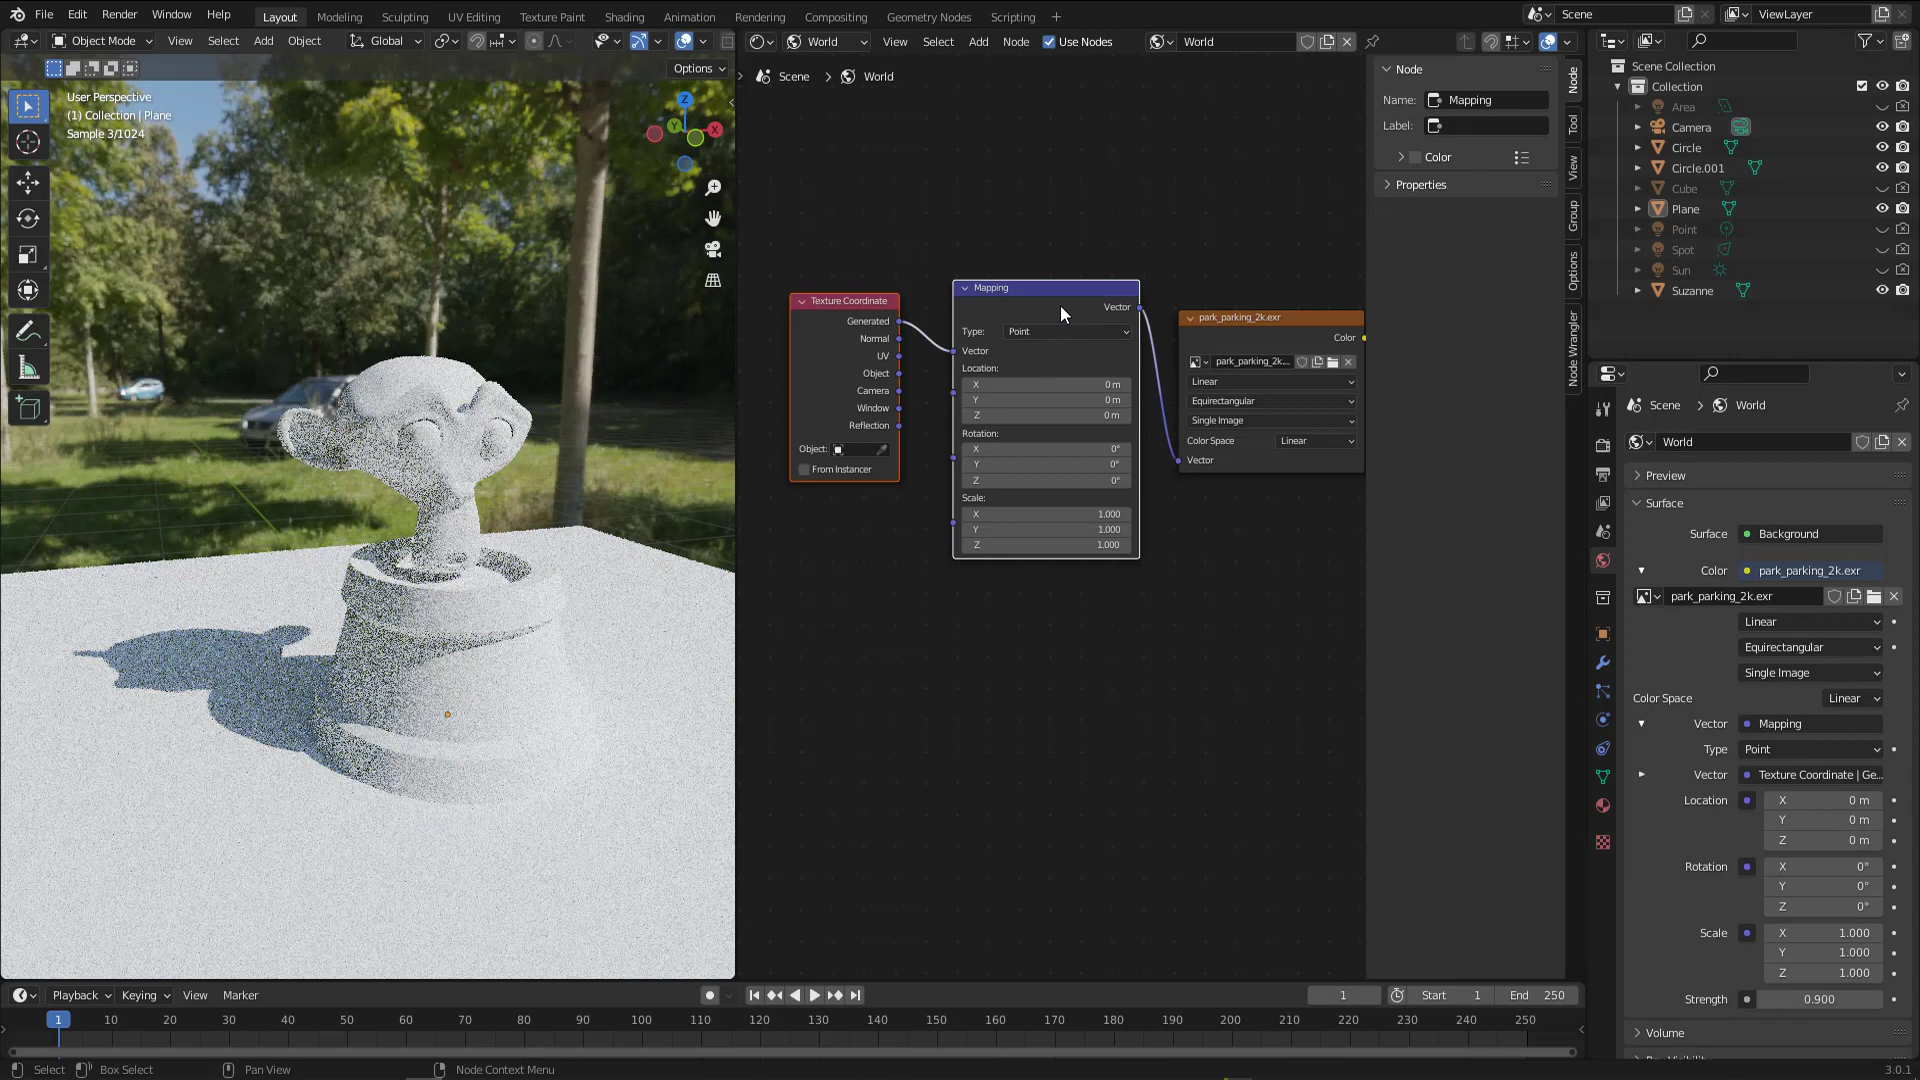 File Edit Render Window Help Layout Modeling Sculpting UV Editing Texture Paint Shading Animation Rendering Compositing Geometry Nodes Scripting + Scene ViewLayer
Object Mode View Select Add Object Global
World View Select Add Node Use Nodes World
Options
User Perspective
(1) Collection | Plane
Sample 3/1024
Z
Y
X
Scene > World
Texture Coordinate
Generated
Normal
UV
Object
Camera
Window
Reflection
Object:
From Instancer
Mapping
Vector
Type: Point
Vector
Location:
X 0 m
Y 0 m
Z 0 m
Rotation:
X 0°
Y 0°
Z 0°
Scale:
X 1.000
Y 1.000
Z 1.000
park_parking_2k.exr
Color
park_parking_2k...
Linear
Equirectangular
Single Image
Color Space Linear
Vector
Node
Name: Mapping
Label:
Color
Properties
Node
Tool
View
Group
Options
Node Wrangler
Scene Collection
Collection
Area
Camera
Circle
Circle.001
Cube
Plane
Point
Spot
Sun
Suzanne
Scene > World
World
Preview
Surface
Surface Background
Color park_parking_2k.exr
park_parking_2k.exr
Linear
Equirectangular
Single Image
Color Space Linear
Vector Mapping
Type Point
Vector Texture Coordinate | Ge...
Location X 0 m
Y 0 m
Z 0 m
Rotation X 0°
Y 0°
Z 0°
Scale X 1.000
Y 1.000
Z 1.000
Strength 0.900
Volume
Playback Keying View Marker 1 Start 1 End 250
1 10 20 30 40 50 60 70 80 90 100 110 120 130 140 150 160 170 180 190 200 210 220 230 240 250
Select Box Select Pan View Node Context Menu 3.0.1